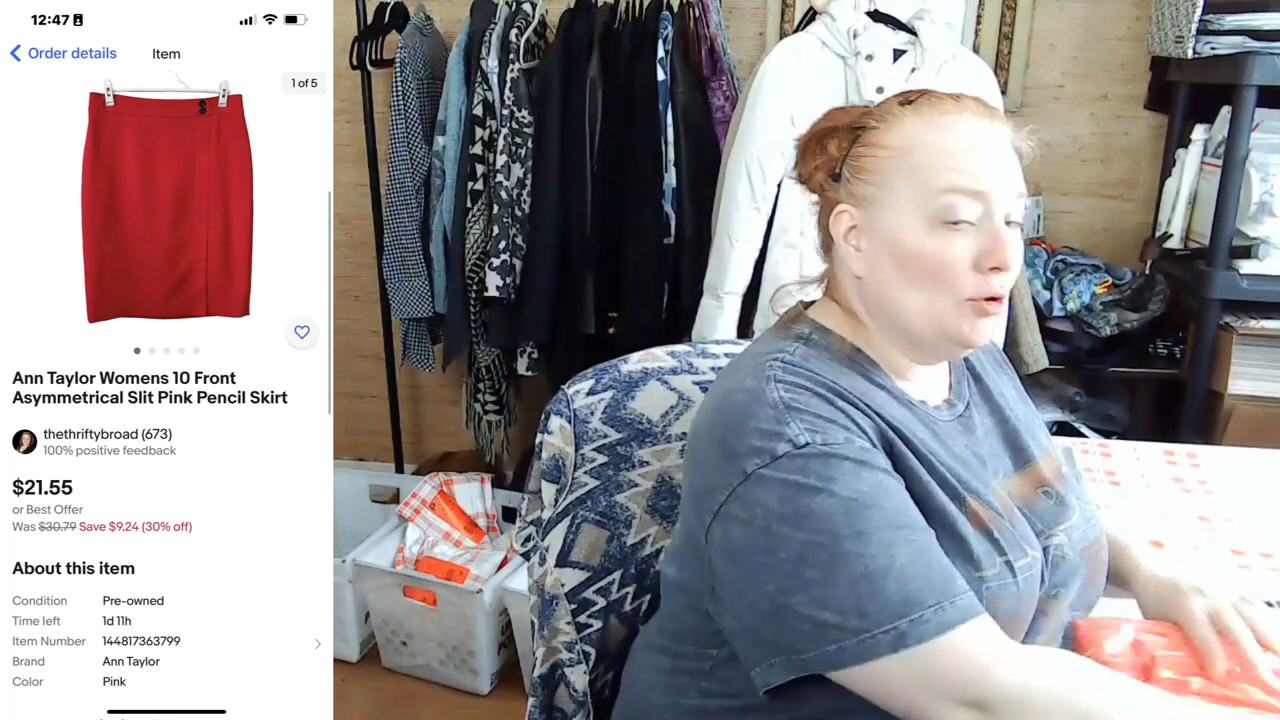 12:47
Order details
Item
1 of 5
Ann Taylor Womens 10 Front
Asymmetrical Slit Pink Pencil Skirt
thethriftybroad (673)
100% positive feedback
$21.55
or Best Offer
Was $30.79 Save $9.24 (30% off)
About this item
Condition Pre-owned
Time left 1d 11h
Item Number 144817363799
Brand Ann Taylor
Color Pink